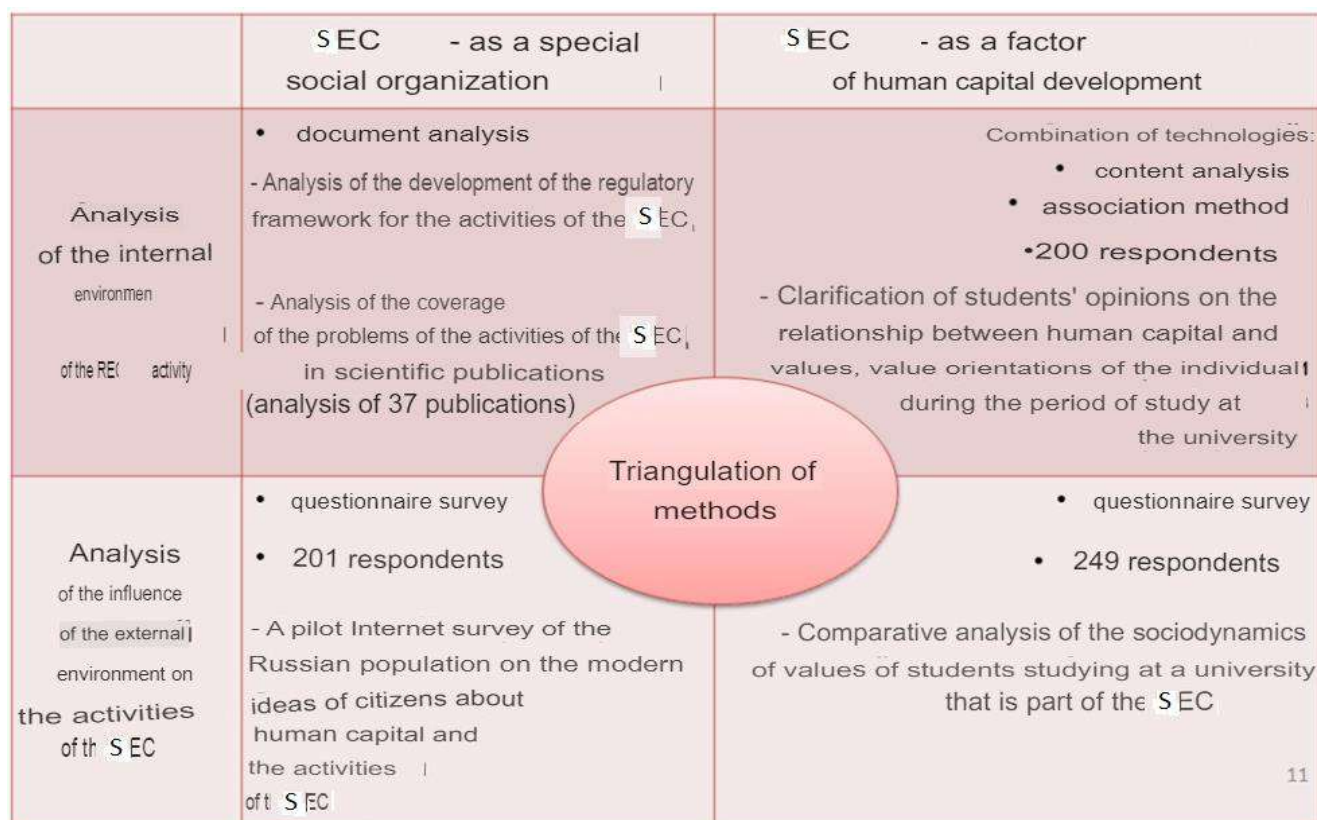 SEC - as a special
social organization
SEC - as a factor
of human capital development
Analysis
of the internal
environmen
of the REC activity
• document analysis
- Analysis of the development of the regulatory
framework for the activities of the SEC
- Analysis of the coverage
of the problems of the activities of the SEC
in scientific publications
(analysis of 37 publications)
Combination of technologies:
• content analysis
• association method
•200 respondents
- Clarification of students' opinions on the
relationship between human capital and
values, value orientations of the individual
during the period of study at
the university
Triangulation of
methods
Analysis
of the influence
of the external
environment on
the activities
of th SEC
• questionnaire survey
• 201 respondents
- A pilot Internet survey of the
Russian population on the modern
ideas of citizens about
human capital and
the activities
of t SEC
• questionnaire survey
• 249 respondents
- Comparative analysis of the sociodynamics
of values of students studying at a university
that is part of the SEC
11